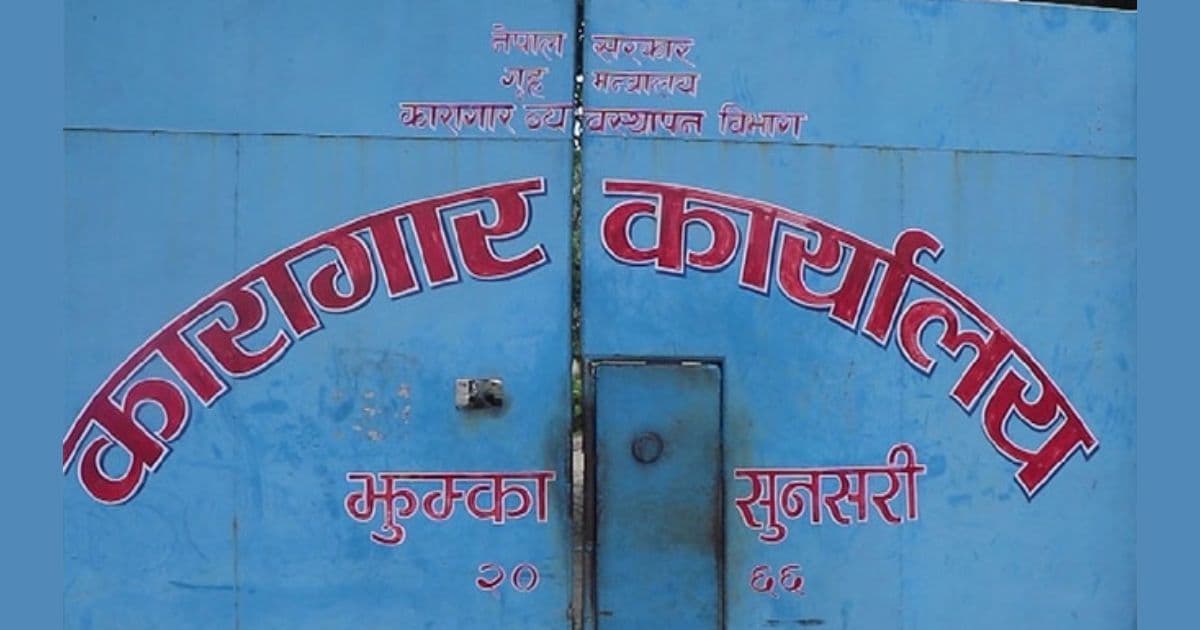 नेपाल सरकार
गृह मन्त्रालय
कारागार व्यवस्थापन विभाग
कारागार कार्यालय
झुम्का सुनसरी
२० ६६